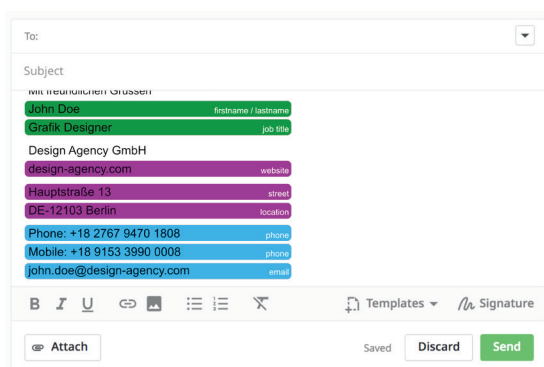 To:
Subject
Mit freundlichen Grüssen
John Doe firstname / lastname
Grafik Designer job title
Design Agency GmbH
design-agency.com website
Hauptstraße 13 street
DE-12103 Berlin location
Phone: +18 2767 9470 1808 phone
Mobile: +18 9153 3990 0008 phone
john.doe@design-agency.com email
B I U Templates Signature
Attach Saved Discard Send